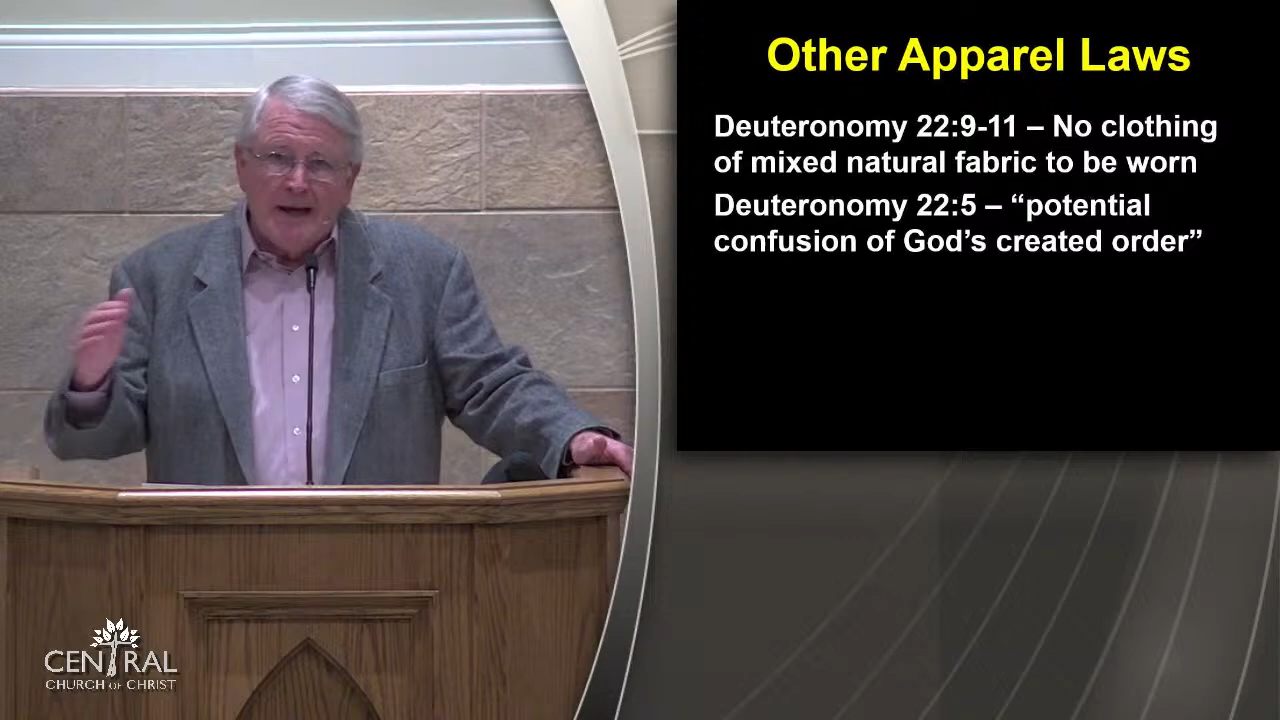 Other Apparel Laws
Deuteronomy 22:9-11 – No clothing
of mixed natural fabric to be worn
Deuteronomy 22:5 – “potential
confusion of God’s created order”
CENTRAL
CHURCH OF CHRIST